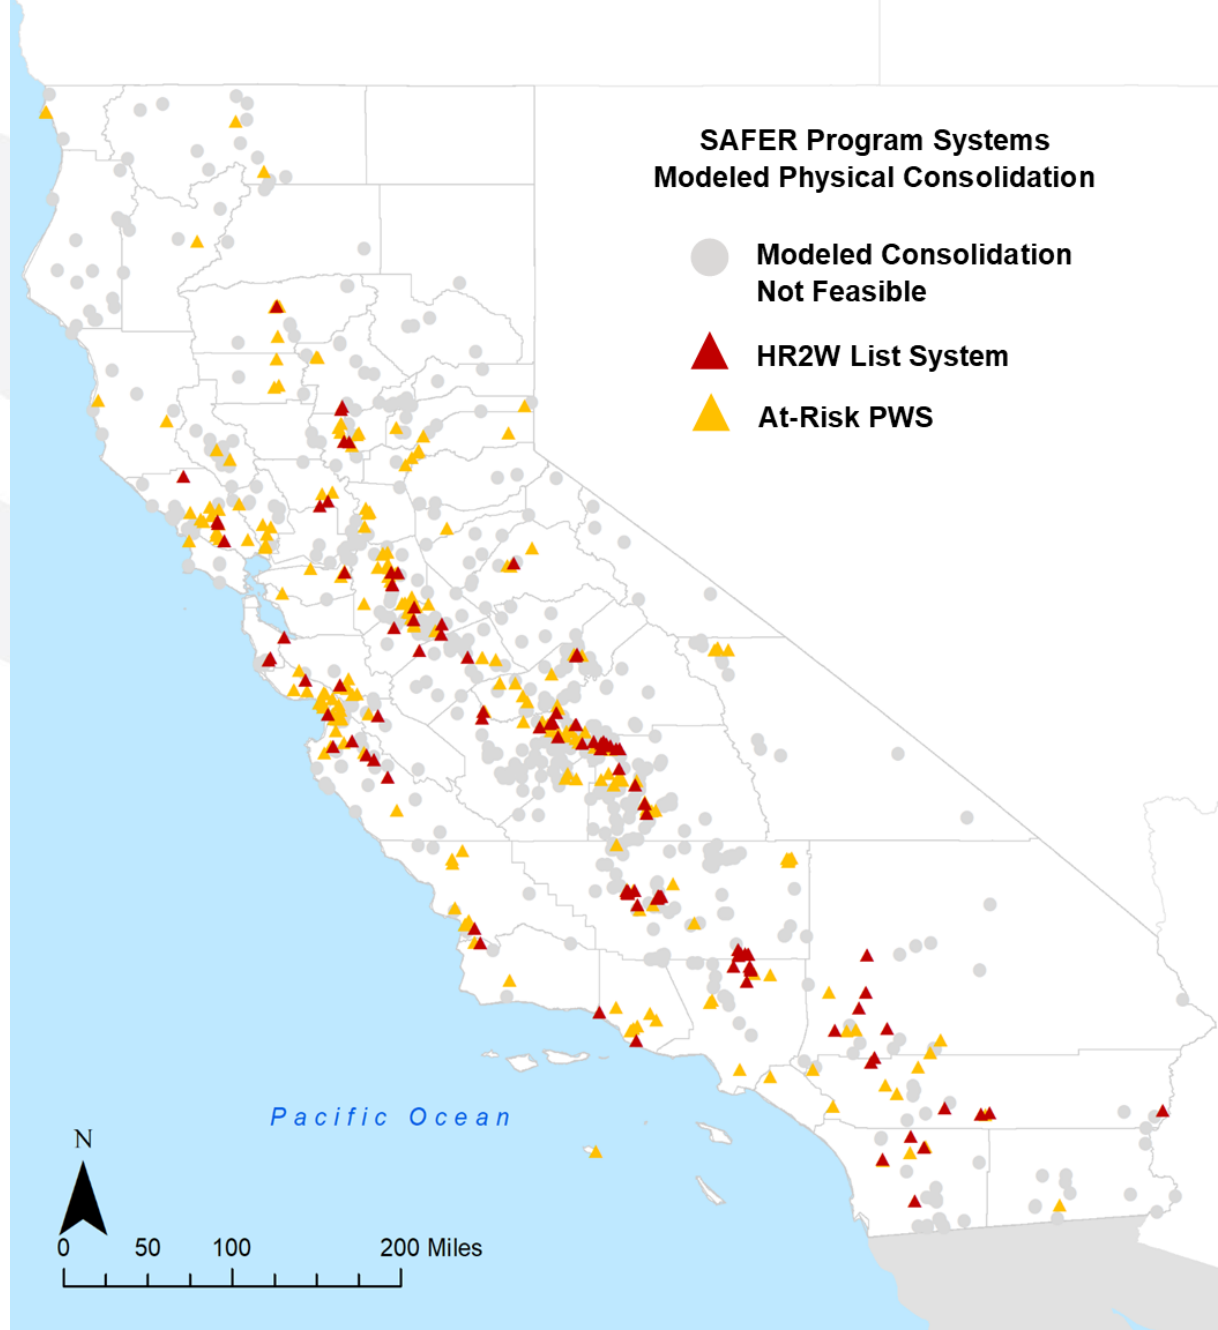 SAFER Program Systems
Modeled Physical Consolidation
Modeled Consolidation
Not Feasible
HR2W List System
At-Risk PWS
Pacific Ocean
N
0 50 100 200 Miles